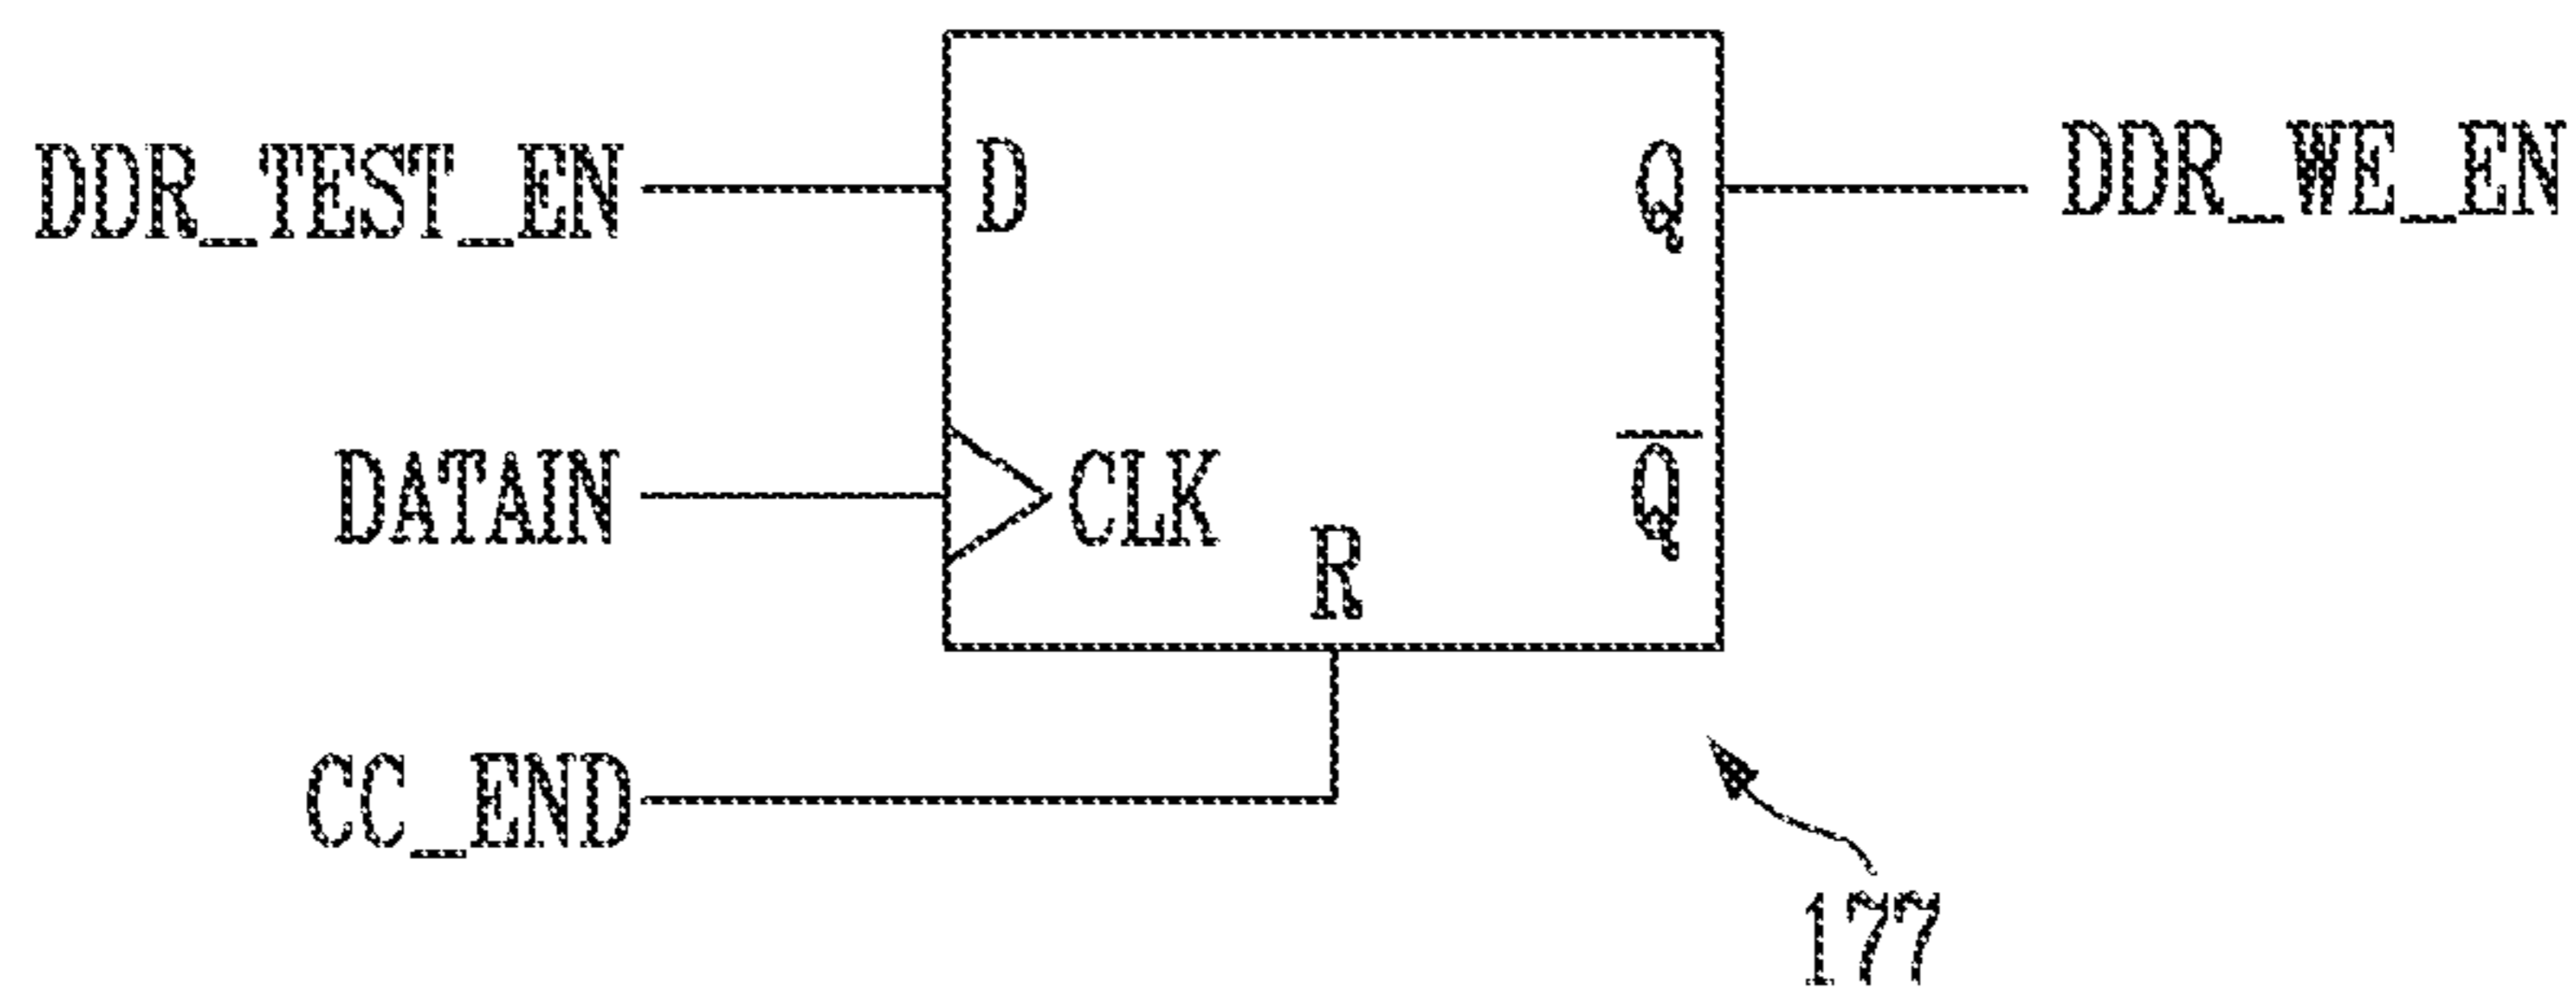 DDR_TEST_EN D Q DDR_WE_EN
DATAIN CLK Q̅
R
CC_END
177